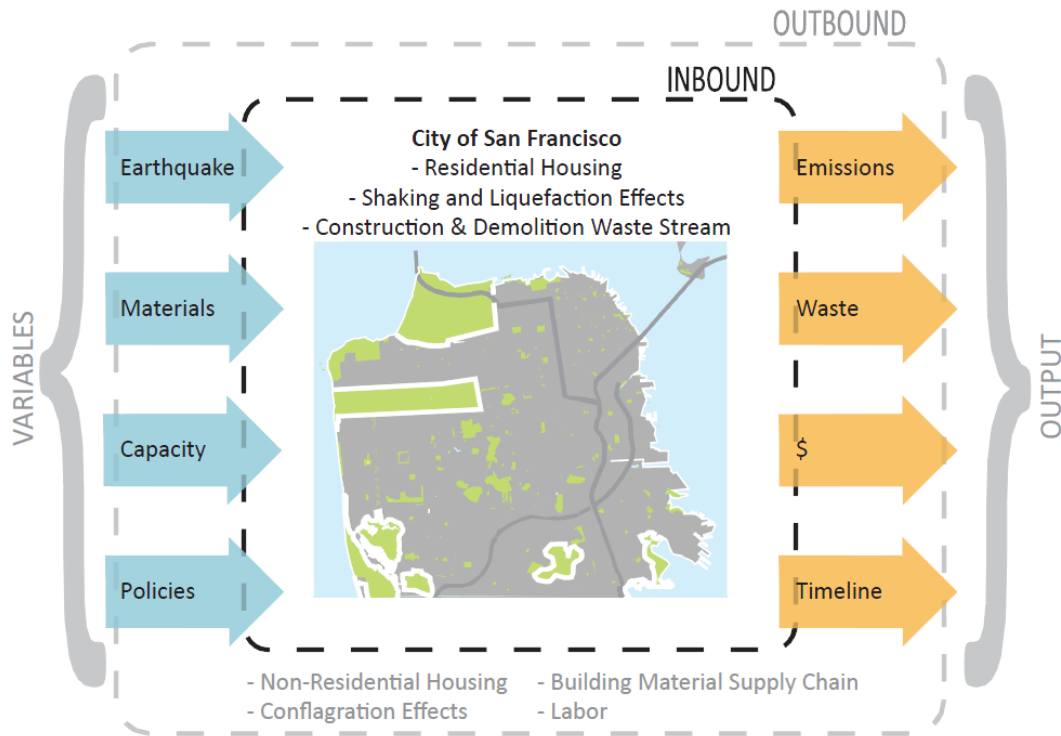 OUTBOUND
INBOUND
City of San Francisco
- Residential Housing
- Shaking and Liquefaction Effects
- Construction & Demolition Waste Stream
VARIABLES
Earthquake
Materials
Capacity
Policies
Emissions
Waste
$
Timeline
OUTPUT
- Non-Residential Housing
- Conflagration Effects
- Building Material Supply Chain
- Labor